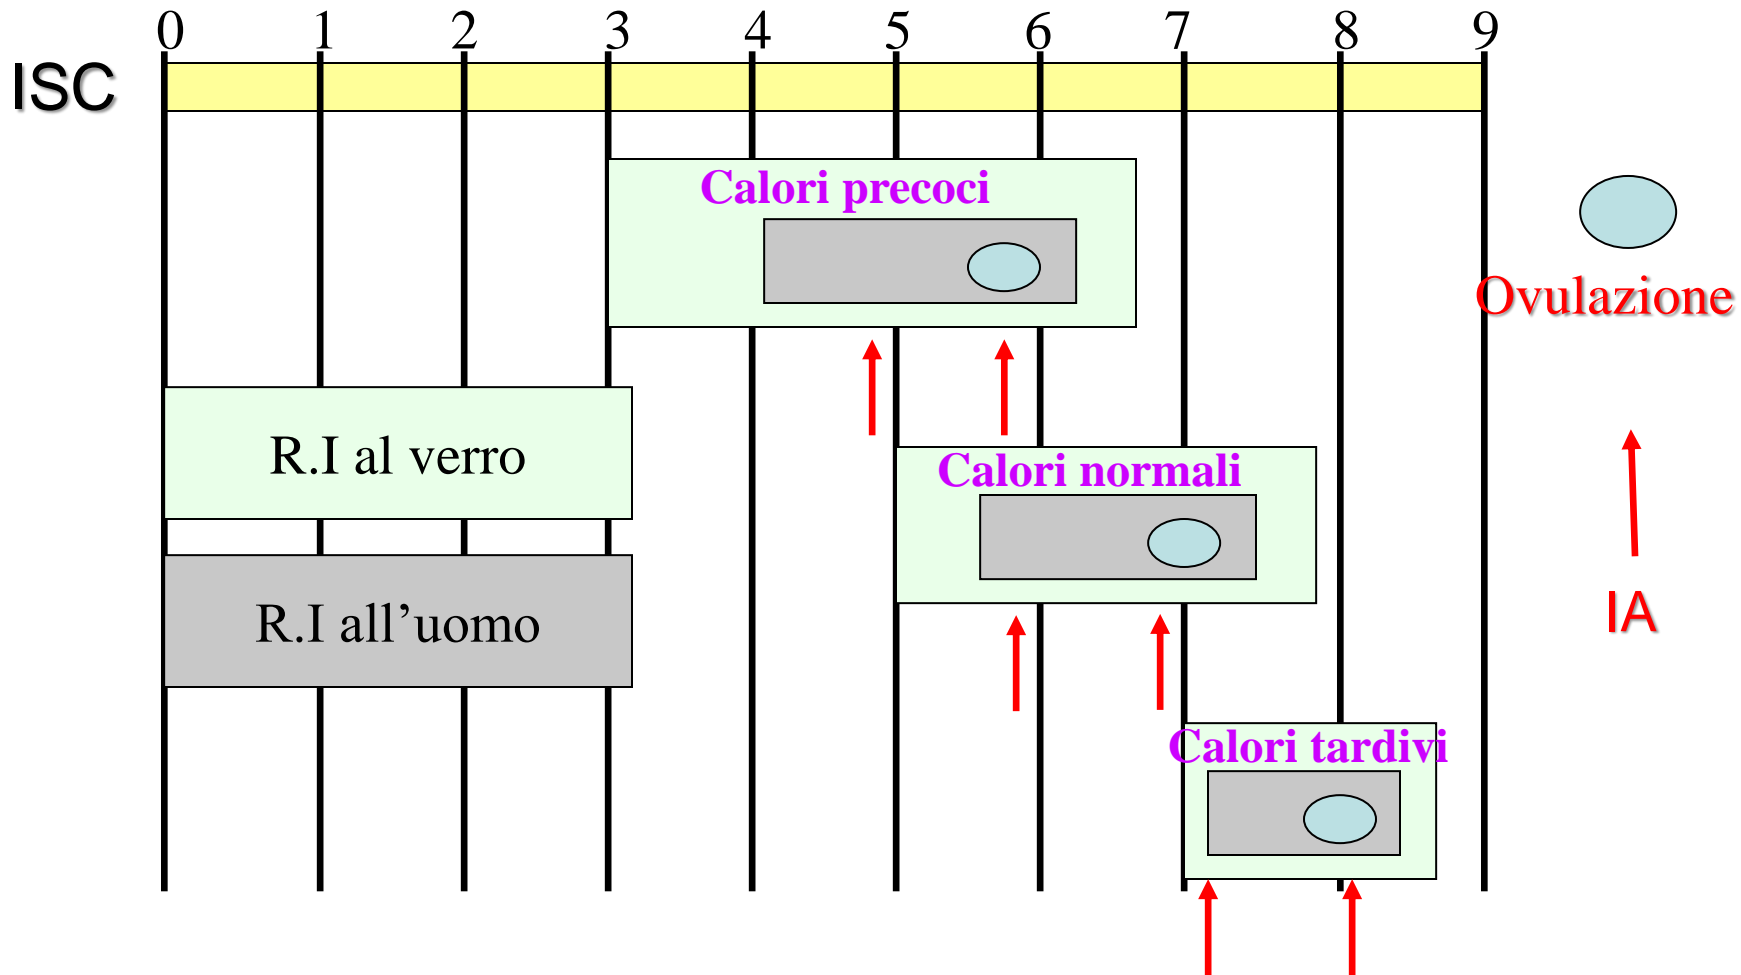 0 1 2 3 4 5 6 7 8 9
ISC
Calori precoci
Ovulazione
R.I al verro
Calori normali
R.I all’uomo
IA
Calori tardivi